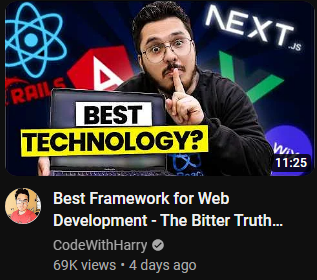 NEXT
.JS
RAILS
BEST
TECHNOLOGY?
11:25
Best Framework for Web
Development - The Bitter Truth...
CodeWithHarry
69K views • 4 days ago